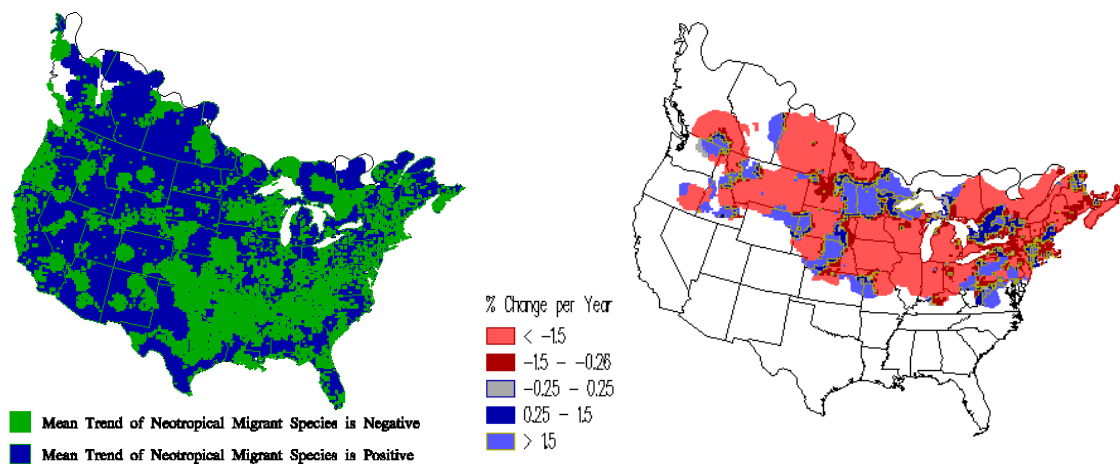 Mean Trend of Neotropical Migrant Species is Negative
Mean Trend of Neotropical Migrant Species is Positive
% Change per Year
< -1.5
-1.5 - -0.26
-0.25 - 0.25
0.25 - 1.5
> 1.5